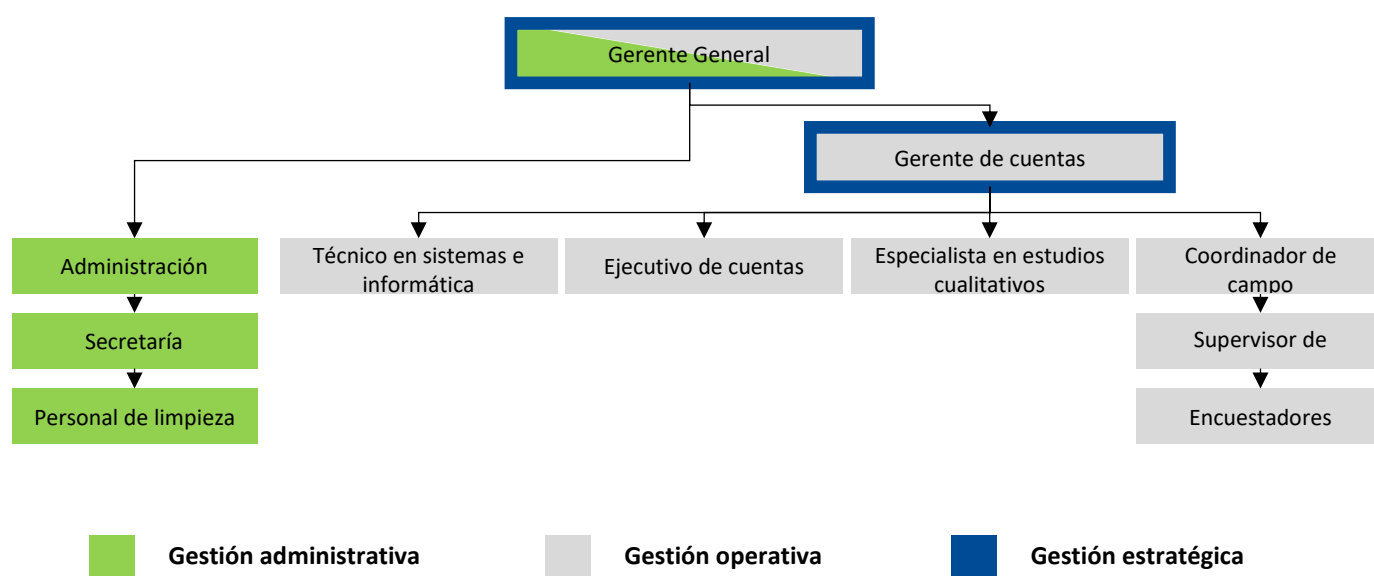 Gerente General
Gerente de cuentas
Administración
Técnico en sistemas e
informática
Ejecutivo de cuentas
Especialista en estudios
cualitativos
Coordinador de
campo
Secretaría
Supervisor de
Personal de limpieza
Encuestadores
Gestión administrativa
Gestión operativa
Gestión estratégica